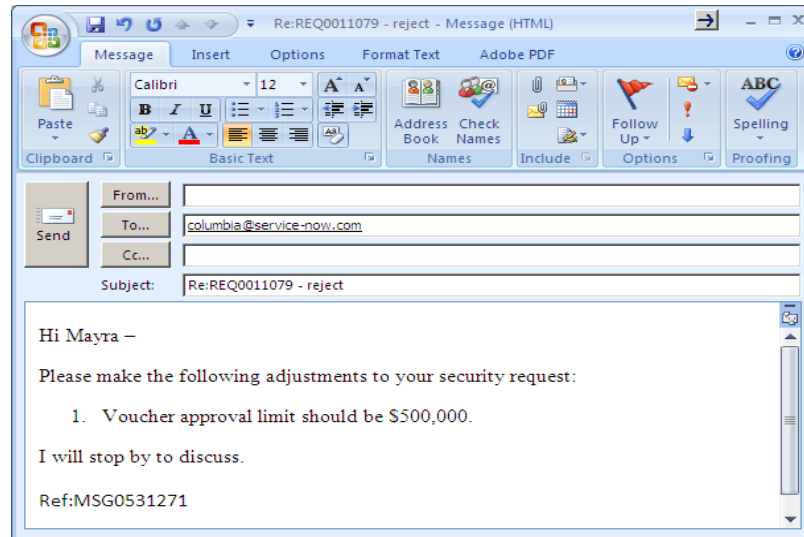 Re:REQ0011079 - reject - Message (HTML)
Message Insert Options Format Text Adobe PDF
Calibri 12 A A
B I U
ab A
Paste
Address Book
Check Names
Follow Up
ABC
Spelling
Clipboard Basic Text Names Include Options Proofing
From...
Send
To... columbia@service-now.com
Cc...
Subject: Re:REQ0011079 - reject
Hi Mayra –
Please make the following adjustments to your security request:
1. Voucher approval limit should be $500,000.
I will stop by to discuss.
Ref:MSG0531271